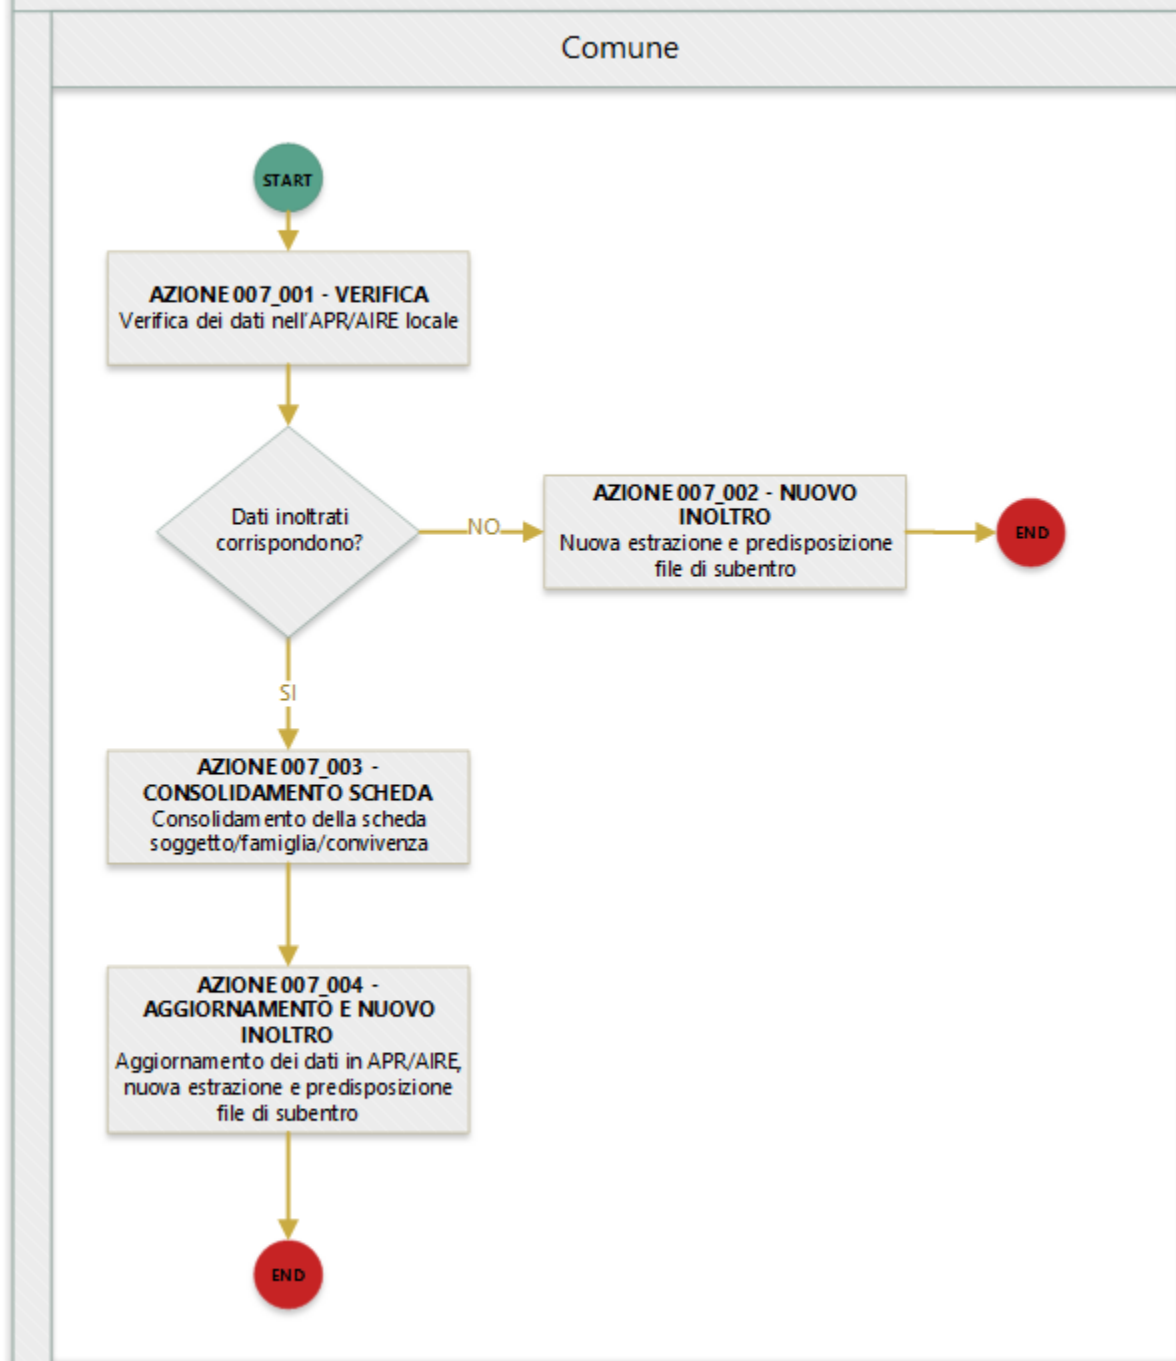 Comune
START
AZIONE 007_001 - VERIFICA
Verifica dei dati nell'APR/AIRE locale
Dati inoltrati
corrispondono?
NO
AZIONE 007_002 - NUOVO
INOLTRO
Nuova estrazione e predisposizione
file di subentro
END
SI
AZIONE 007_003 -
CONSOLIDAMENTO SCHEDA
Consolidamento della scheda
soggetto/famiglia/convivenza
AZIONE 007_004 -
AGGIORNAMENTO E NUOVO
INOLTRO
Aggiornamento dei dati in APR/AIRE,
nuova estrazione e predisposizione
file di subentro
END